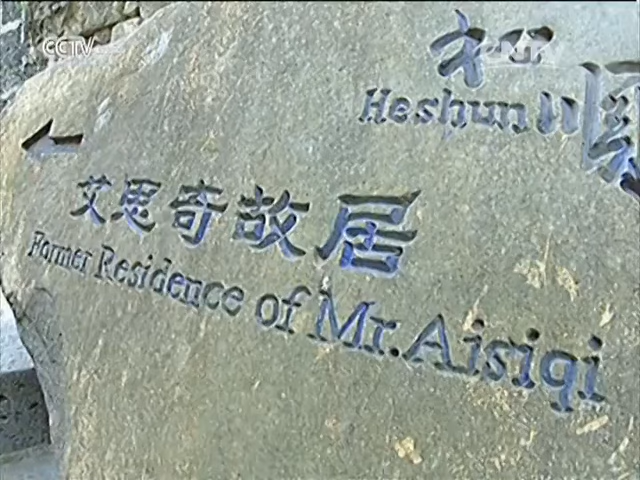 CCTV
Heshun
艾思奇故居
Former Residence of Mr.Aisiqi